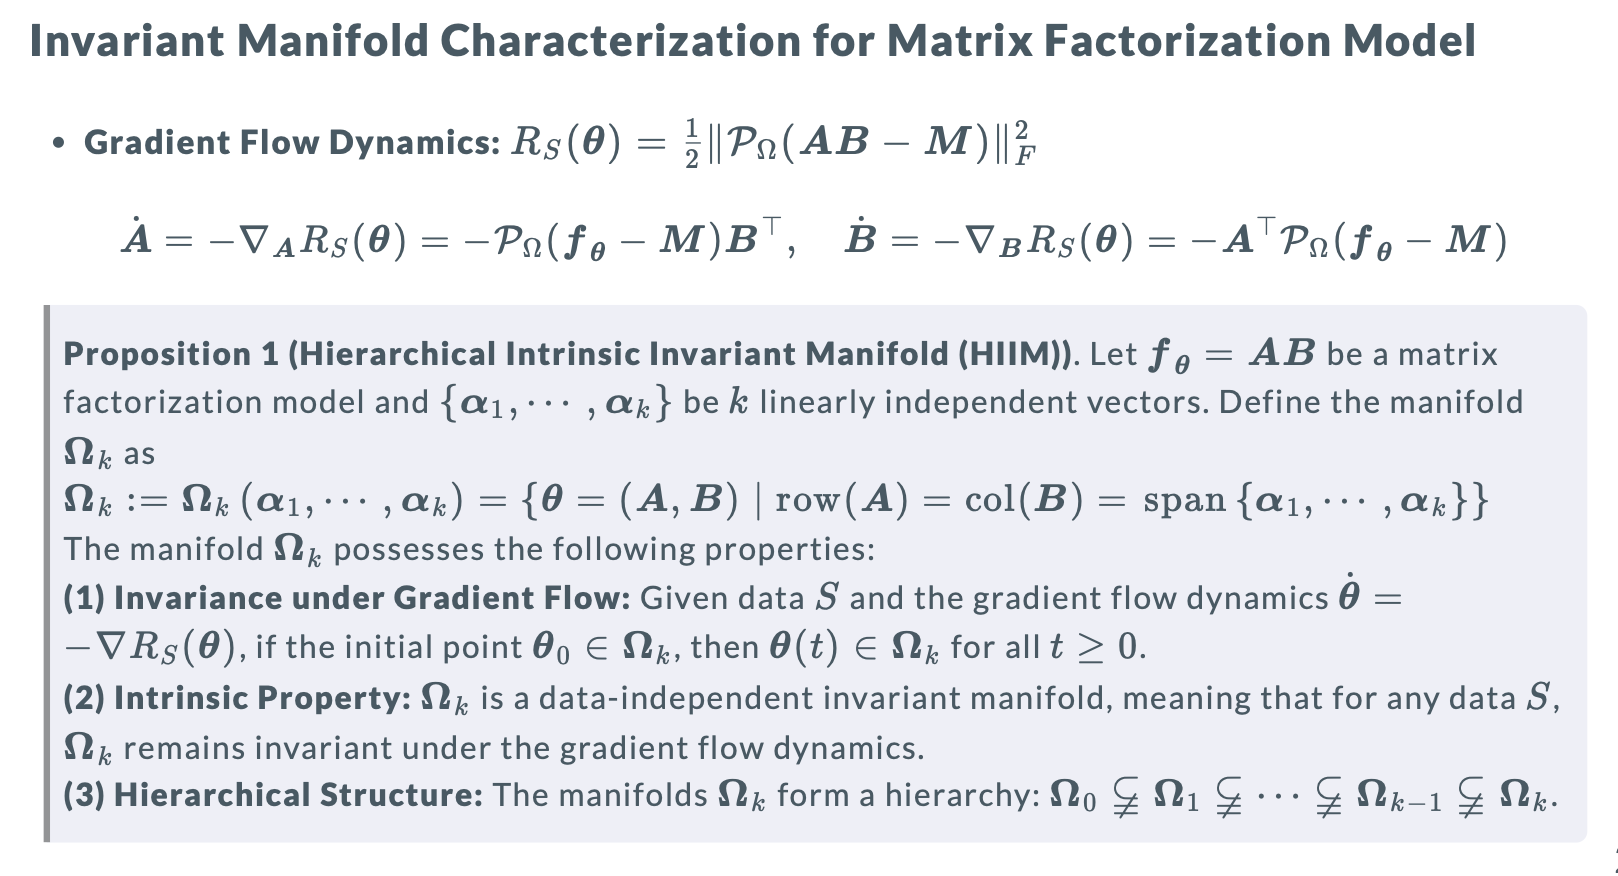 Invariant Manifold Characterization for Matrix Factorization Model
• Gradient Flow Dynamics: $R_S(\boldsymbol{\theta}) = \frac{1}{2}\|\mathcal{P}_\Omega(\boldsymbol{AB} - \boldsymbol{M})\|_F^2$
$\dot{\boldsymbol{A}} = -\nabla_{\boldsymbol{A}} R_S(\boldsymbol{\theta}) = -\mathcal{P}_\Omega(\boldsymbol{f}_{\boldsymbol{\theta}} - \boldsymbol{M})\boldsymbol{B}^\top, \quad \dot{\boldsymbol{B}} = -\nabla_{\boldsymbol{B}} R_S(\boldsymbol{\theta}) = -\boldsymbol{A}^\top \mathcal{P}_\Omega(\boldsymbol{f}_{\boldsymbol{\theta}} - \boldsymbol{M})$
Proposition 1 (Hierarchical Intrinsic Invariant Manifold (HIIM)). Let $\boldsymbol{f}_{\boldsymbol{\theta}} = \boldsymbol{AB}$ be a matrix
factorization model and $\{\boldsymbol{\alpha}_1, \cdots, \boldsymbol{\alpha}_k\}$ be $k$ linearly independent vectors. Define the manifold
$\boldsymbol{\Omega}_k$ as
$\boldsymbol{\Omega}_k := \boldsymbol{\Omega}_k(\boldsymbol{\alpha}_1, \cdots, \boldsymbol{\alpha}_k) = \{\boldsymbol{\theta} = (\boldsymbol{A}, \boldsymbol{B}) \mid \mathrm{row}(\boldsymbol{A}) = \mathrm{col}(\boldsymbol{B}) = \mathrm{span}\{\boldsymbol{\alpha}_1, \cdots, \boldsymbol{\alpha}_k\}\}$
The manifold $\boldsymbol{\Omega}_k$ possesses the following properties:
(1) Invariance under Gradient Flow: Given data $S$ and the gradient flow dynamics $\dot{\boldsymbol{\theta}} =$
$-\nabla R_S(\boldsymbol{\theta})$, if the initial point $\boldsymbol{\theta}_0 \in \boldsymbol{\Omega}_k$, then $\boldsymbol{\theta}(t) \in \boldsymbol{\Omega}_k$ for all $t \geq 0$.
(2) Intrinsic Property: $\boldsymbol{\Omega}_k$ is a data-independent invariant manifold, meaning that for any data $S$,
$\boldsymbol{\Omega}_k$ remains invariant under the gradient flow dynamics.
(3) Hierarchical Structure: The manifolds $\boldsymbol{\Omega}_k$ form a hierarchy: $\boldsymbol{\Omega}_0 \subsetneqq \boldsymbol{\Omega}_1 \subsetneqq \cdots \subsetneqq \boldsymbol{\Omega}_{k-1} \subsetneqq \boldsymbol{\Omega}_k$.